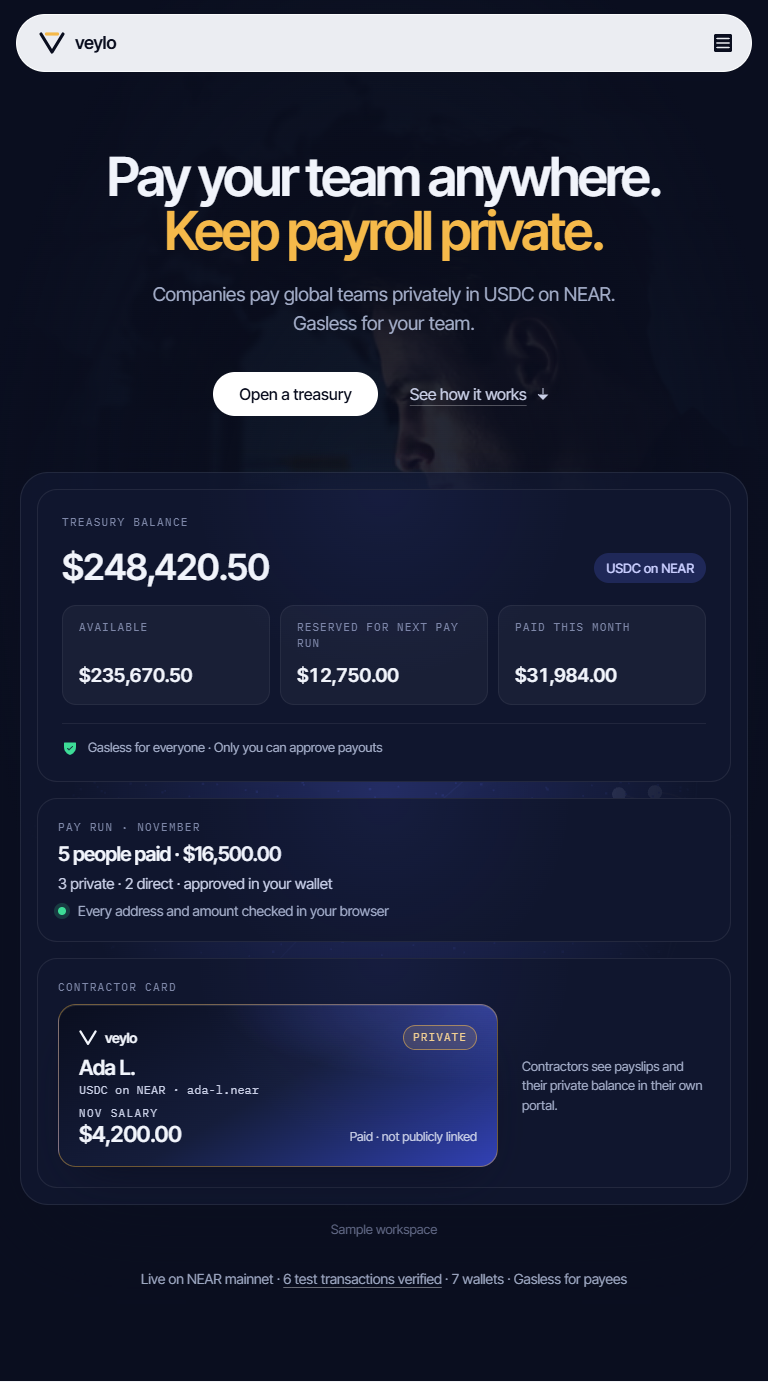 veylo
Pay your team anywhere.
Keep payroll private.
Companies pay global teams privately in USDC on NEAR.
Gasless for your team.
Open a treasury
See how it works
TREASURY BALANCE
$248,420.50
USDC on NEAR
AVAILABLE
$235,670.50
RESERVED FOR NEXT PAY
RUN
$12,750.00
PAID THIS MONTH
$31,984.00
Gasless for everyone · Only you can approve payouts
PAY RUN · NOVEMBER
5 people paid · $16,500.00
3 private · 2 direct · approved in your wallet
Every address and amount checked in your browser
CONTRACTOR CARD
veylo
PRIVATE
Ada L.
USDC on NEAR · ada-l.near
NOV SALARY
$4,200.00
Paid · not publicly linked
Contractors see payslips and
their private balance in their own
portal.
Sample workspace
Live on NEAR mainnet · 6 test transactions verified · 7 wallets · Gasless for payees